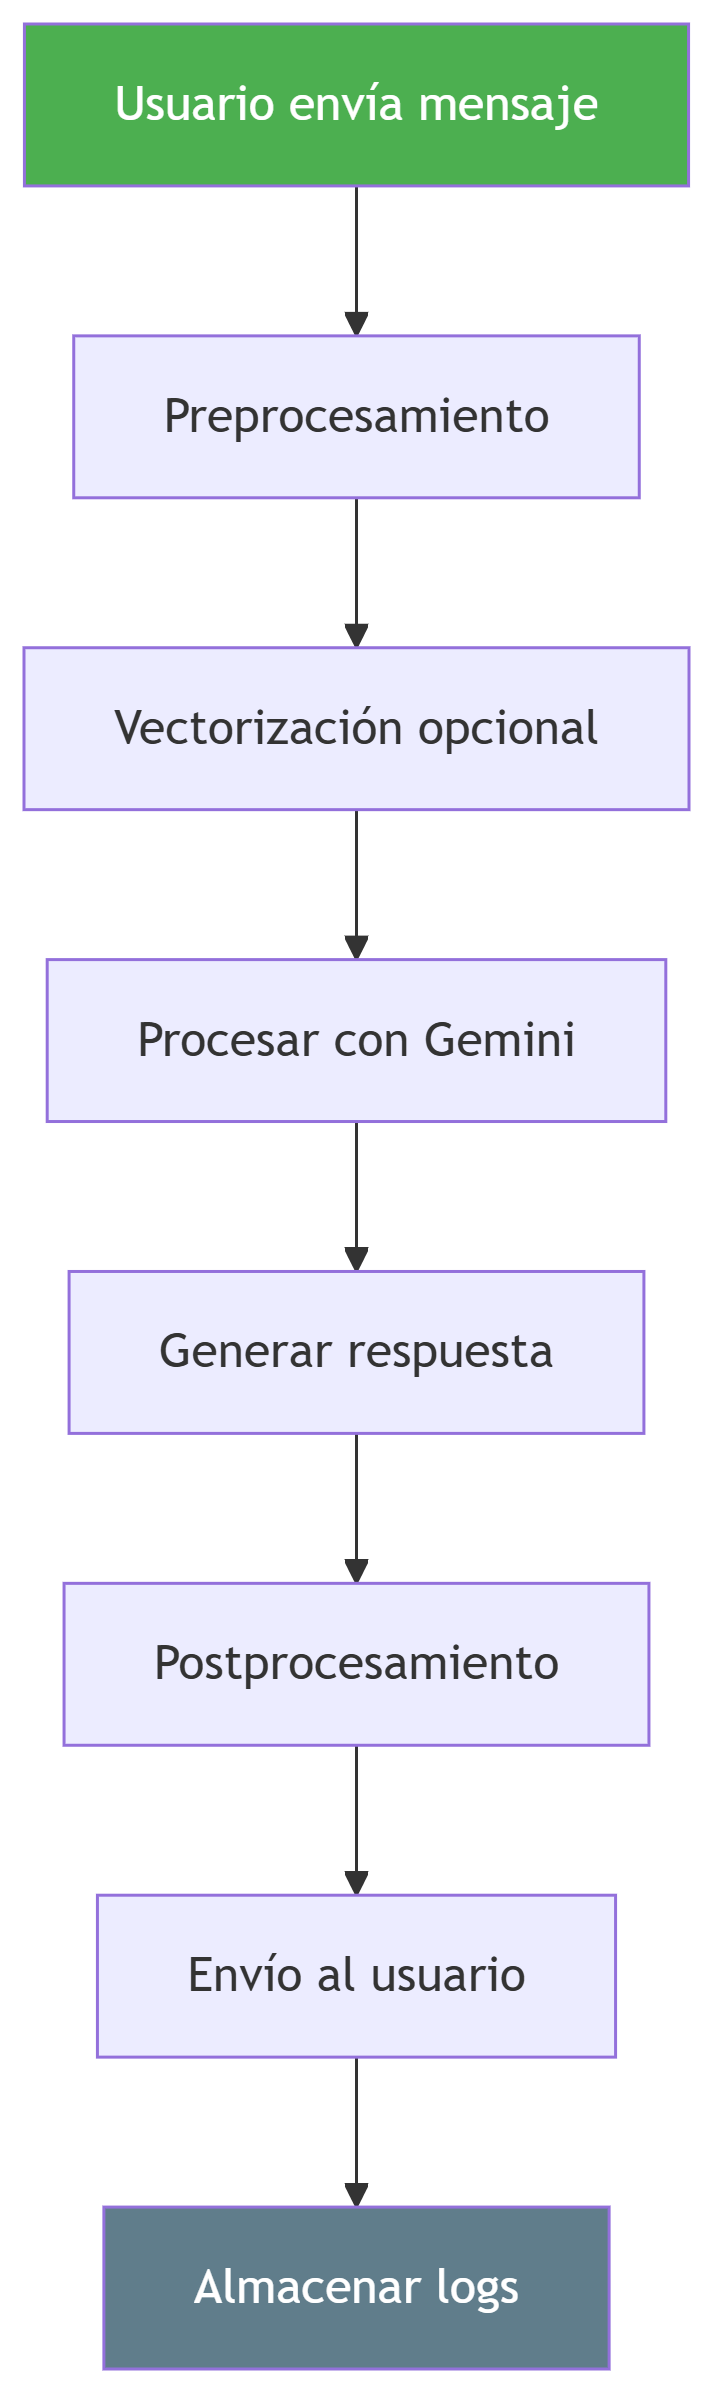 Usuario envía mensaje
Preprocesamiento
Vectorización opcional
Procesar con Gemini
Generar respuesta
Postprocesamiento
Envío al usuario
Almacenar logs